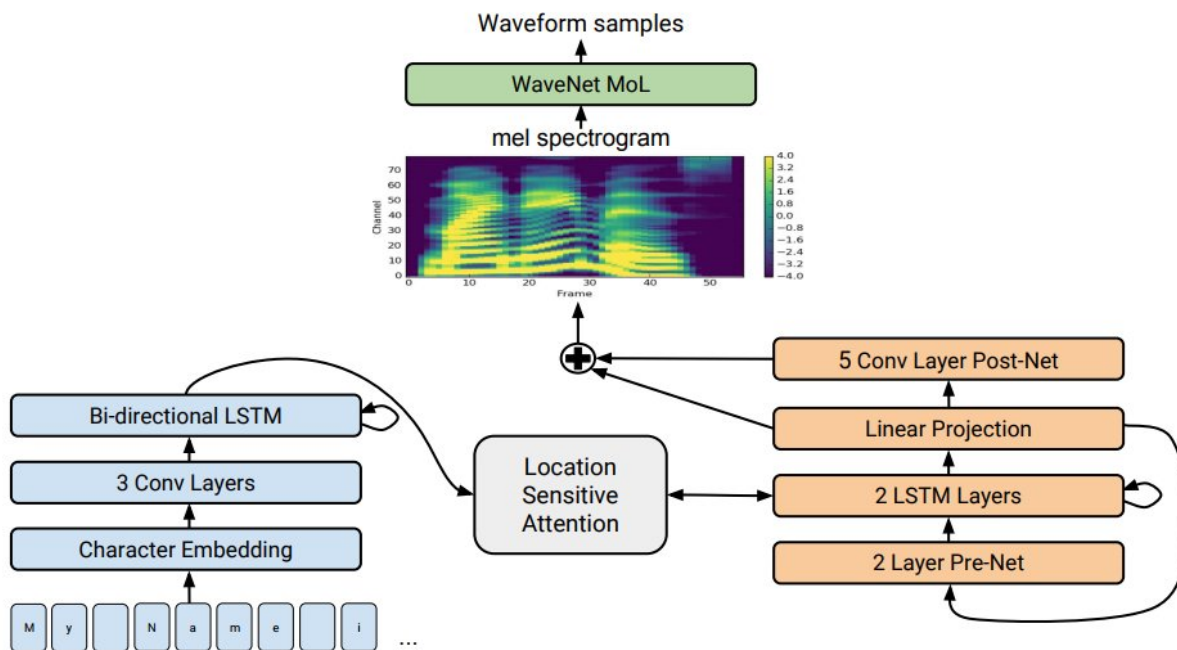 Waveform samples
WaveNet MoL
mel spectrogram
Channel
70
60
50
40
30
20
10
0
0 10 20 30 40 50
Frame
4.0
3.2
2.4
1.6
0.8
0.0
−0.8
−1.6
−2.4
−3.2
−4.0
Bi-directional LSTM
3 Conv Layers
Character Embedding
M y N a m e i ...
Location
Sensitive
Attention
5 Conv Layer Post-Net
Linear Projection
2 LSTM Layers
2 Layer Pre-Net